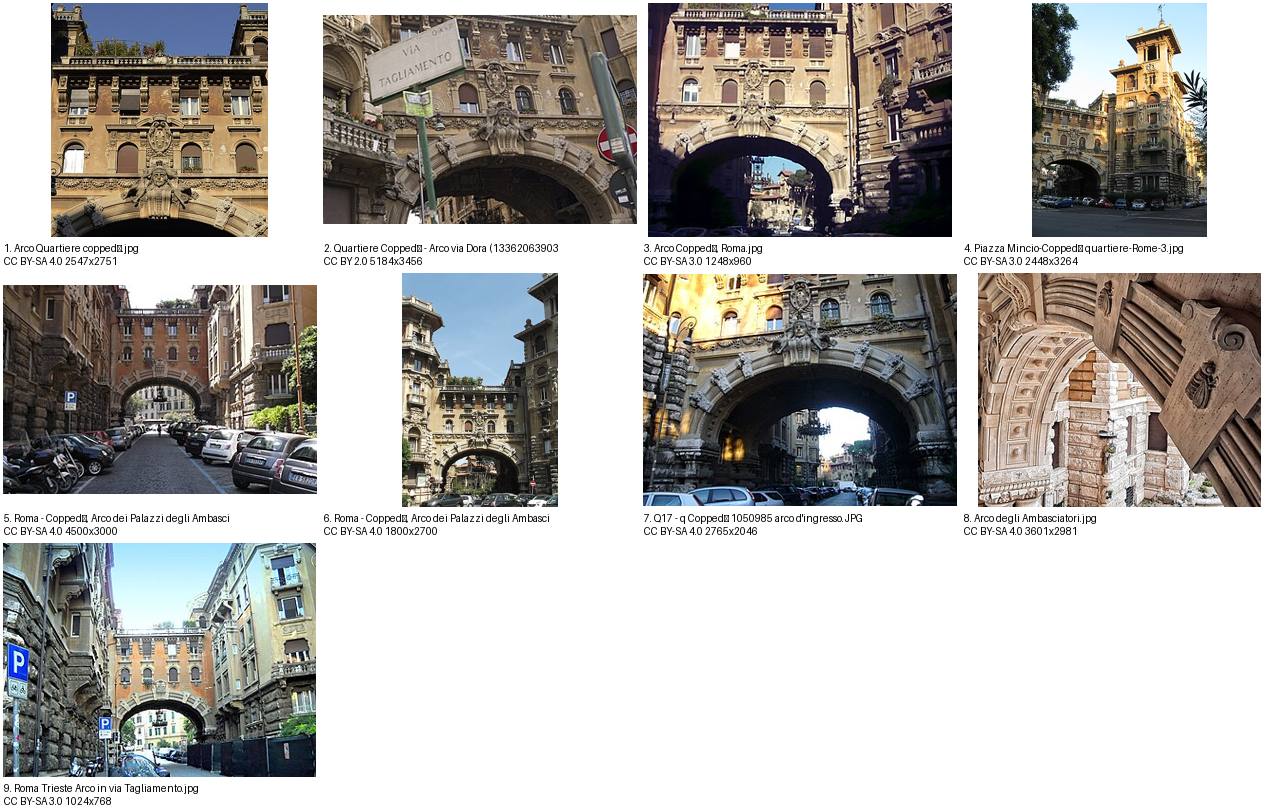 VIA
TAGLIAMENTO
1. Arco Quartiere copped▯.jpg
CC BY-SA 4.0 2547x2751
2. Quartiere Copped▯ - Arco via Dora (13362063903
CC BY 2.0 5184x3456
3. Arco Copped▯, Roma.jpg
CC BY-SA 3.0 1248x960
4. Piazza Mincio-Copped▯ quartiere-Rome-3.jpg
CC BY-SA 3.0 2448x3264
P
5. Roma - Copped▯, Arco dei Palazzi degli Ambasci
CC BY-SA 4.0 4500x3000
6. Roma - Copped▯, Arco dei Palazzi degli Ambasci
CC BY-SA 4.0 1800x2700
7. Q17 - q Copped▯ 1050985 arco d'ingresso.JPG
CC BY-SA 4.0 2765x2046
8. Arco degli Ambasciatori.jpg
CC BY-SA 4.0 3601x2981
P
P
9. Roma Trieste Arco in via Tagliamento.jpg
CC BY-SA 3.0 1024x768